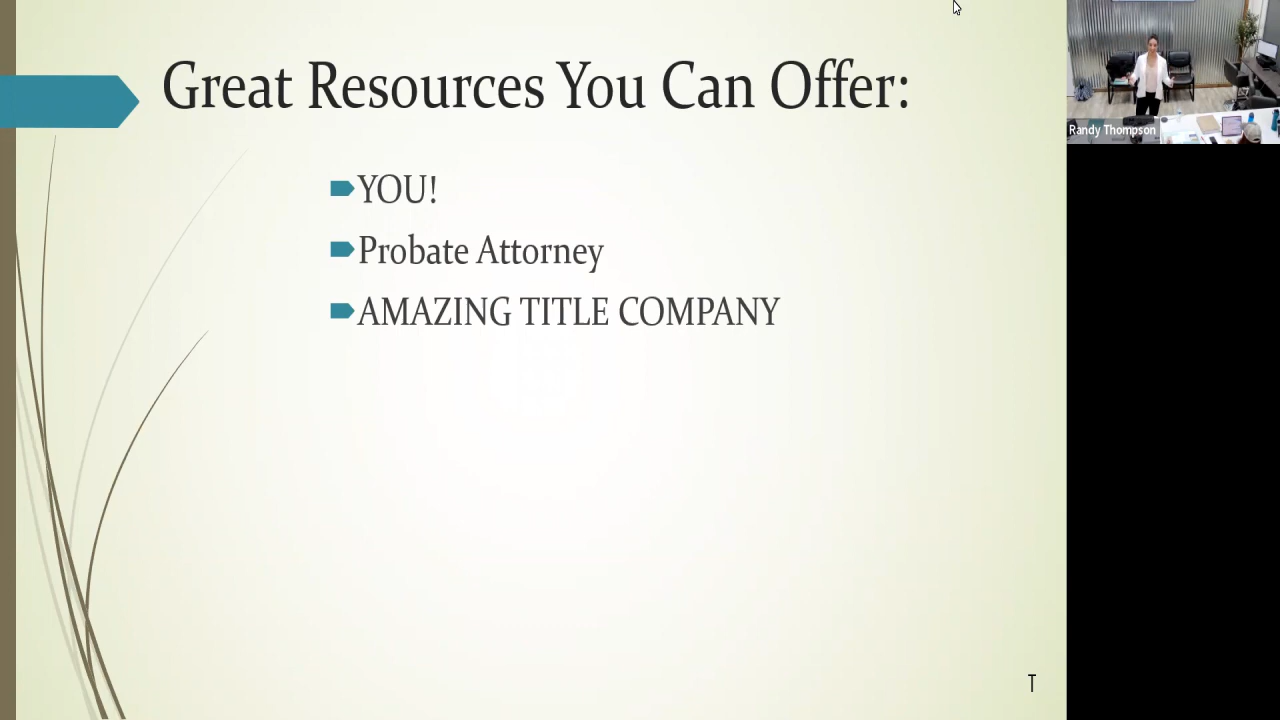 Great Resources You Can Offer:
YOU!
Probate Attorney
AMAZING TITLE COMPANY
T
Randy Thompson